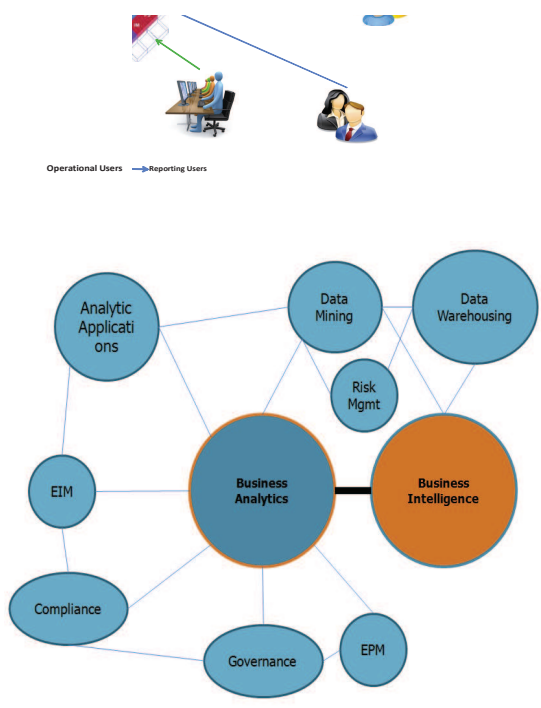 Operational Users
Reporting Users
Analytic
Applicati
ons
Data
Mining
Data
Warehousing
Risk
Mgmt
EIM
Business
Analytics
Business
Intelligence
Compliance
Governance
EPM